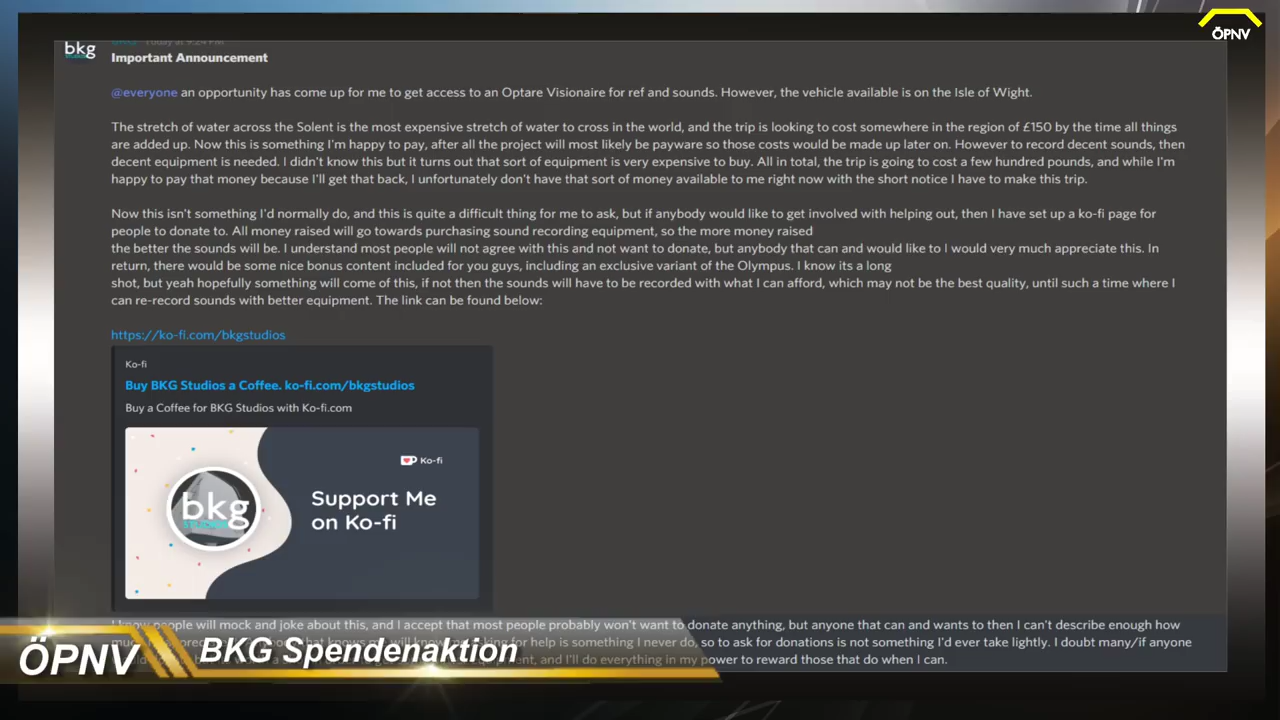 ÖPNV
bkg
Today at 9:24 PM
Important Announcement
@everyone an opportunity has come up for me to get access to an Optare Visionaire for ref and sounds. However, the vehicle available is on the Isle of Wight.
The stretch of water across the Solent is the most expensive stretch of water to cross in the world, and the trip is looking to cost somewhere in the region of £150 by the time all things
are added up. Now this is something I'm happy to pay, after all the project will most likely be payware so those costs would be made up later on. However to record decent sounds, then
decent equipment is needed. I didn't know this but it turns out that sort of equipment is very expensive to buy. All in total, the trip is going to cost a few hundred pounds, and while I'm
happy to pay that money because I'll get that back, I unfortunately don't have that sort of money available to me right now with the short notice I have to make this trip.
Now this isn't something I'd normally do, and this is quite a difficult thing for me to ask, but if anybody would like to get involved with helping out, then I have set up a ko-fi page for
people to donate to. All money raised will go towards purchasing sound recording equipment, so the more money raised
the better the sounds will be. I understand most people will not agree with this and not want to donate, but anybody that can and would like to I would very much appreciate this. In
return, there would be some nice bonus content included for you guys, including an exclusive variant of the Olympus. I know its a long
shot, but yeah hopefully something will come of this, if not then the sounds will have to be recorded with what I can afford, which may not be the best quality, until such a time where I
can re-record sounds with better equipment. The link can be found below:
https://ko-fi.com/bkgstudios
Ko-fi
Buy BKG Studios a Coffee. ko-fi.com/bkgstudios
Buy a Coffee for BKG Studios with Ko-fi.com
Ko-fi
bkg
STUDIOS
Support Me
on Ko-fi
I know people will mock and joke about this, and I accept that most people probably won't want to donate anything, but anyone that can and wants to then I can't describe enough how
so to ask for donations is not something I'd ever take lightly. I doubt many/if anyone
and I'll do everything in my power to reward those that do when I can.
ÖPNV
BKG Spendenaktion